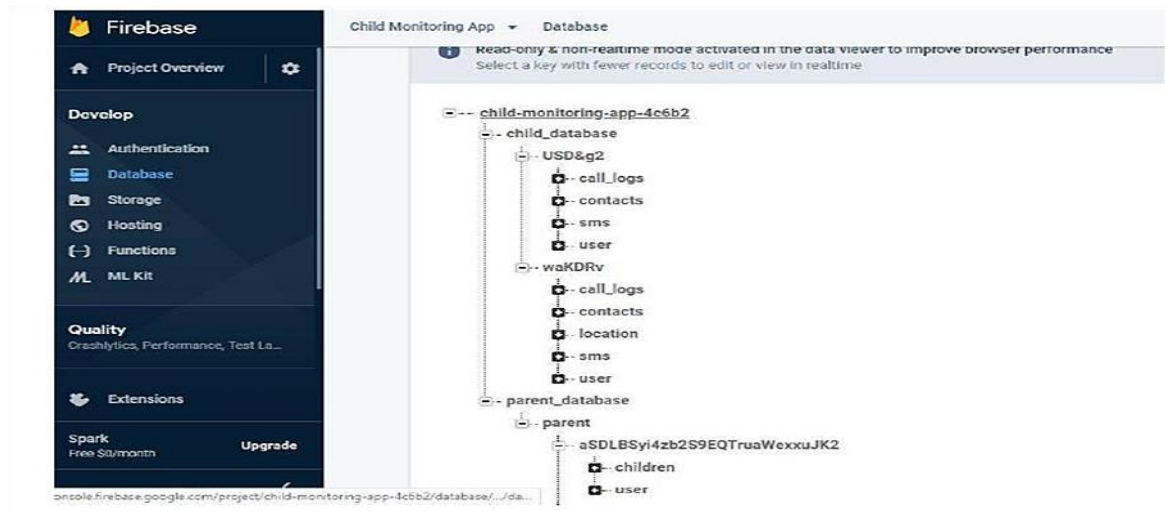 Firebase
Child Monitoring App
Database
Read-only & non-realtime mode activated in the data viewer to improve browser performance
Select a key with fewer records to edit or view in realtime
Project Overview
Develop
Authentication
Database
Storage
Hosting
Functions
ML Kit
Quality
Crashlytics, Performance, Test La...
Extensions
Spark
Free $0/month
Upgrade
child-monitoring-app-4c6b2
child_database
USD&g2
call_logs
contacts
sms
user
waKDRv
call_logs
contacts
location
sms
user
parent_database
parent
aSDLBSyi4zb2S9EQTruaWexxuJK2
children
user
onsole.firebase.google.com/project/child-monitoring-app-4c6b2/database/.../da...